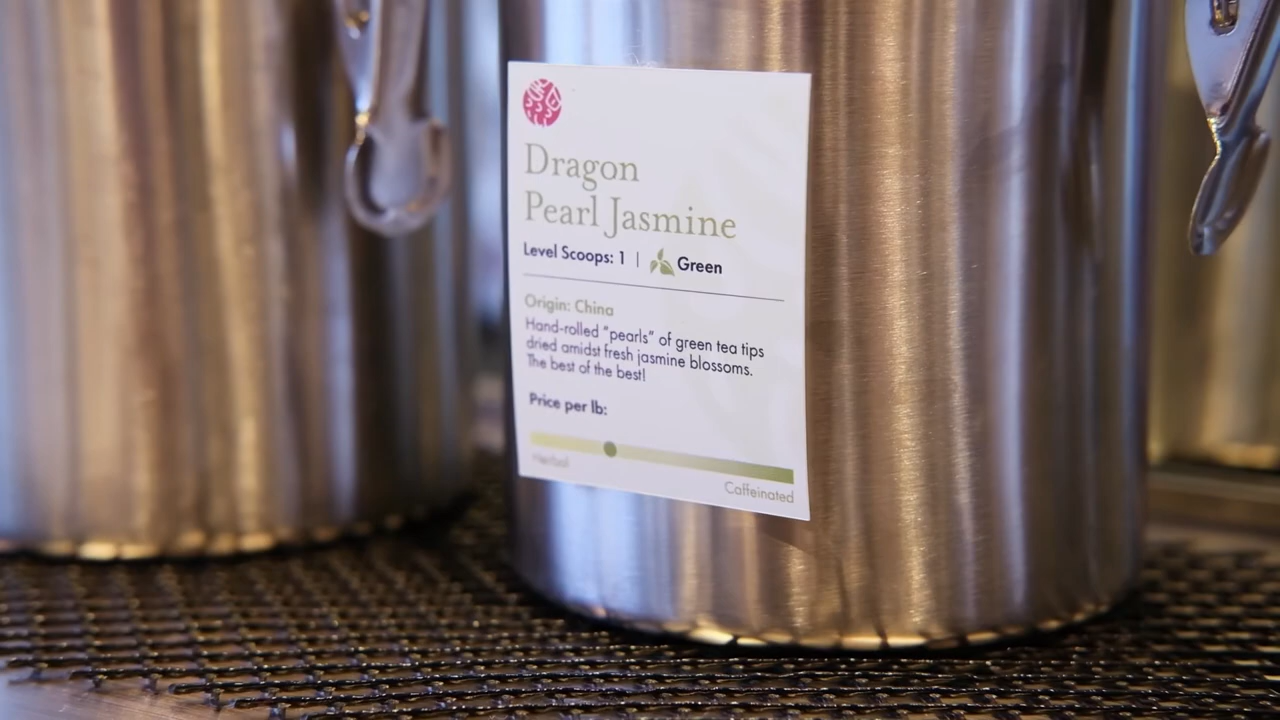 Dragon
Pearl Jasmine
Level Scoops: 1 | Green
Origin: China
Hand-rolled “pearls” of green tea tips
dried amidst fresh jasmine blossoms.
The best of the best!
Price per lb:
Herbal
Caffeinated